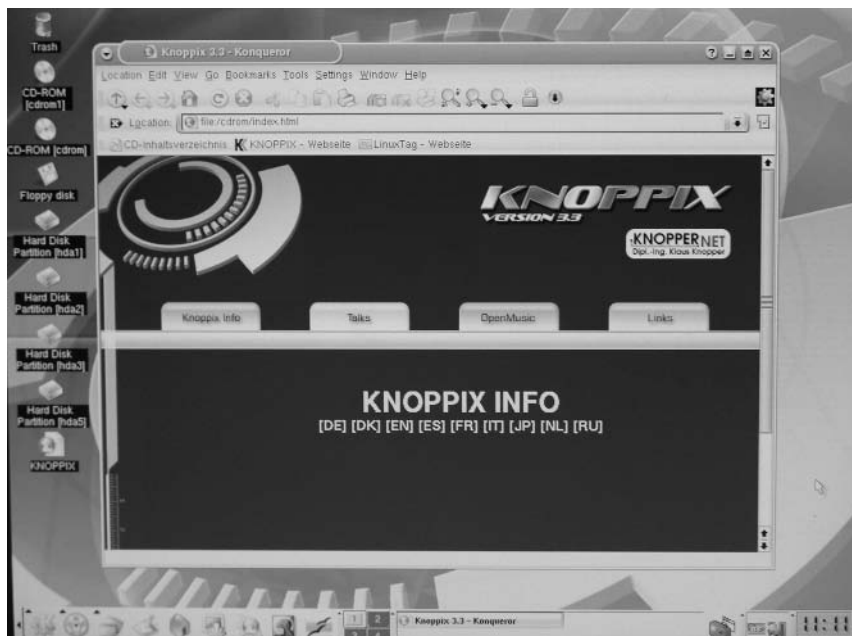 Trash
CD-ROM
[cdrom1]
CD-ROM [cdrom]
Floppy disk
Hard Disk
Partition [hda1]
Hard Disk
Partition [hda2]
Hard Disk
Partition [hda3]
Hard Disk
Partition [hda5]
KNOPPIX
Knoppix 3.3 - Konqueror
Location Edit View Go Bookmarks Tools Settings Window Help
Location: file:/cdrom/index.html
CD-Inhaltsverzeichnis KNOPPIX - Webseite LinuxTag - Webseite
KNOPPIX
VERSION 3.3
KNOPPER.NET
Dipl.-Ing. Klaus Knopper
Knoppix Info Talks OpenMusic Links
KNOPPIX INFO
[DE] [DK] [EN] [ES] [FR] [IT] [JP] [NL] [RU]
1 2
Knoppix 3.3 - Konqueror
11:11